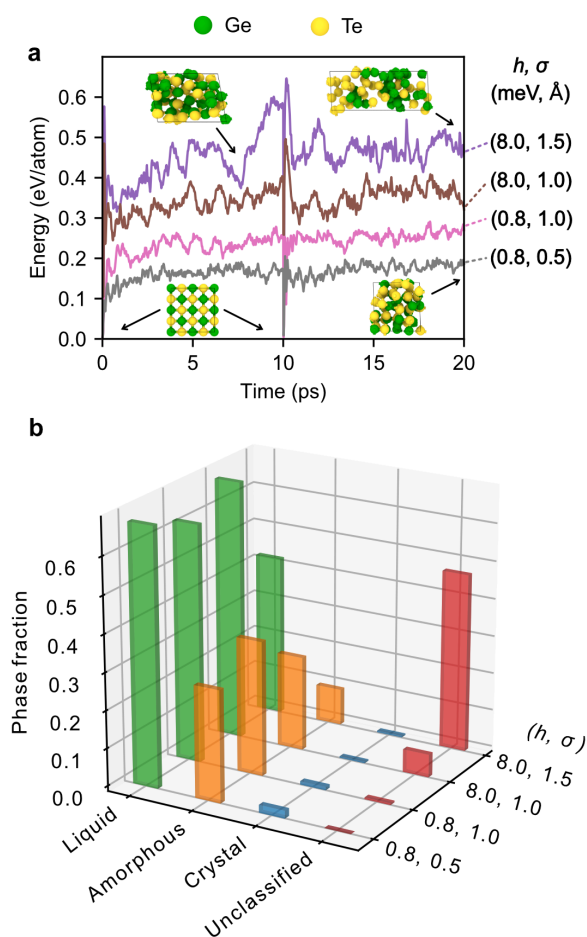 Ge
Te
a
h, σ
(meV, Å)
0.6
0.5
0.4
0.3
0.2
0.1
0.0
Energy (eV/atom)
(8.0, 1.5)
(8.0, 1.0)
(0.8, 1.0)
(0.8, 0.5)
0
5
10
15
20
Time (ps)
b
0.6
0.5
0.4
0.3
0.2
0.1
0.0
Phase fraction
Liquid
Amorphous
Crystal
Unclassified
(h, σ)
8.0, 1.5
8.0, 1.0
0.8, 1.0
0.8, 0.5